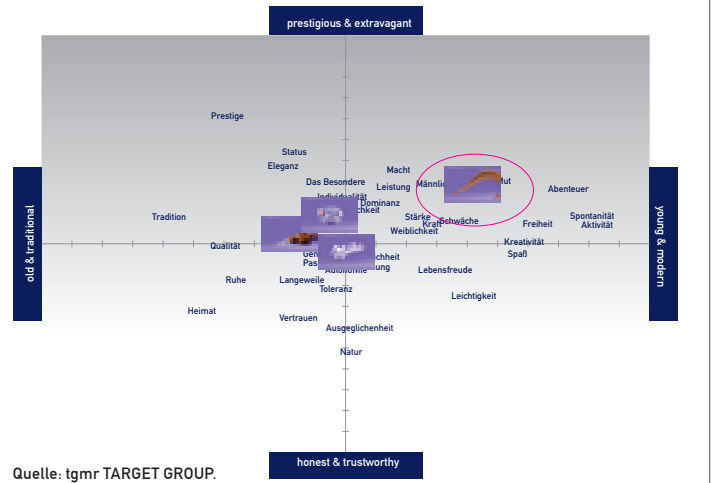 prestigious & extravagant
Prestige
Status
Eleganz
Macht
Das Besondere
Leistung
Mut
Abenteuer
Dominanz
Tradition
Stärke
Schwäche
Spontanität
Kraft
Freiheit
Aktivität
Weiblichkeit
old & traditional
young & modern
Qualität
Kreativität
Spaß
Lebensfreude
Ruhe
Langeweile
Toleranz
Leichtigkeit
Heimat
Vertrauen
Ausgeglichenheit
Natur
honest & trustworthy
Quelle: tgmr TARGET GROUP.